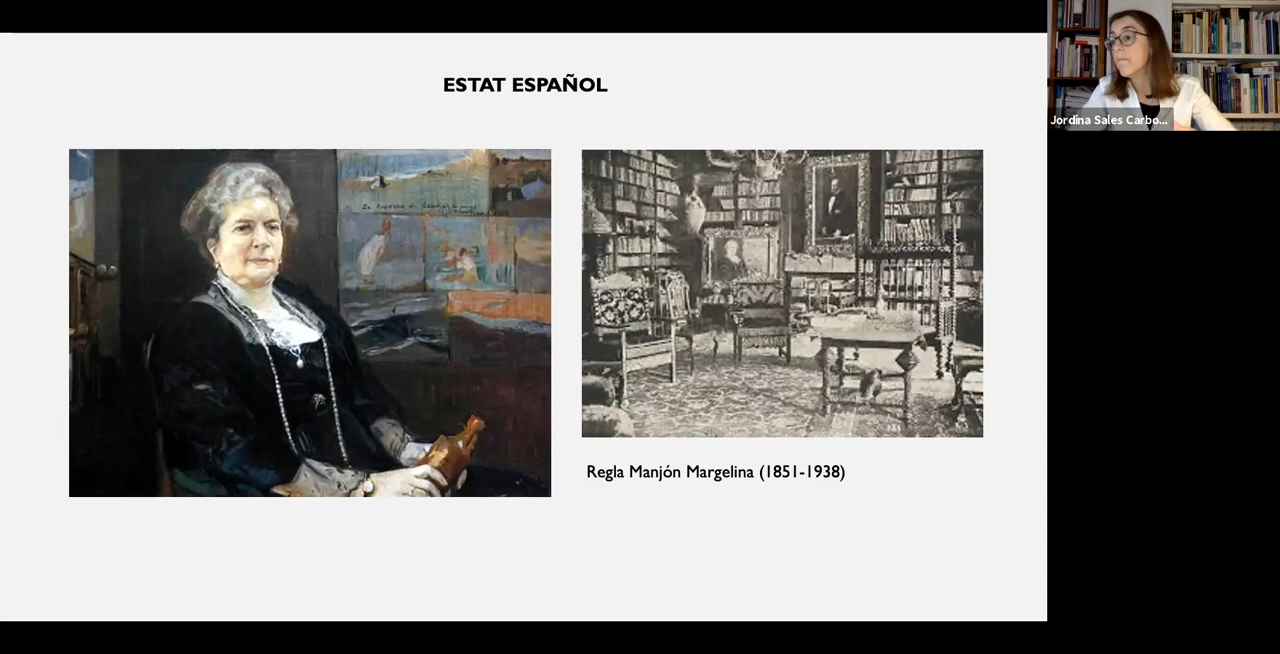 ESTAT ESPAÑOL
Jordina Sales Carbo...
Regla Manjón Margelina (1851-1938)